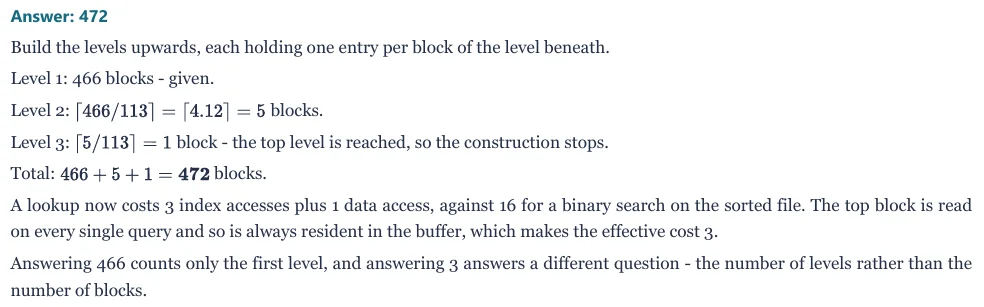 Answer: 472
Build the levels upwards, each holding one entry per block of the level beneath.
Level 1: 466 blocks - given.
Level 2: ⌈466/113⌉ = ⌈4.12⌉ = 5 blocks.
Level 3: ⌈5/113⌉ = 1 block - the top level is reached, so the construction stops.
Total: 466 + 5 + 1 = 472 blocks.
A lookup now costs 3 index accesses plus 1 data access, against 16 for a binary search on the sorted file. The top block is read
on every single query and so is always resident in the buffer, which makes the effective cost 3.
Answering 466 counts only the first level, and answering 3 answers a different question - the number of levels rather than the
number of blocks.